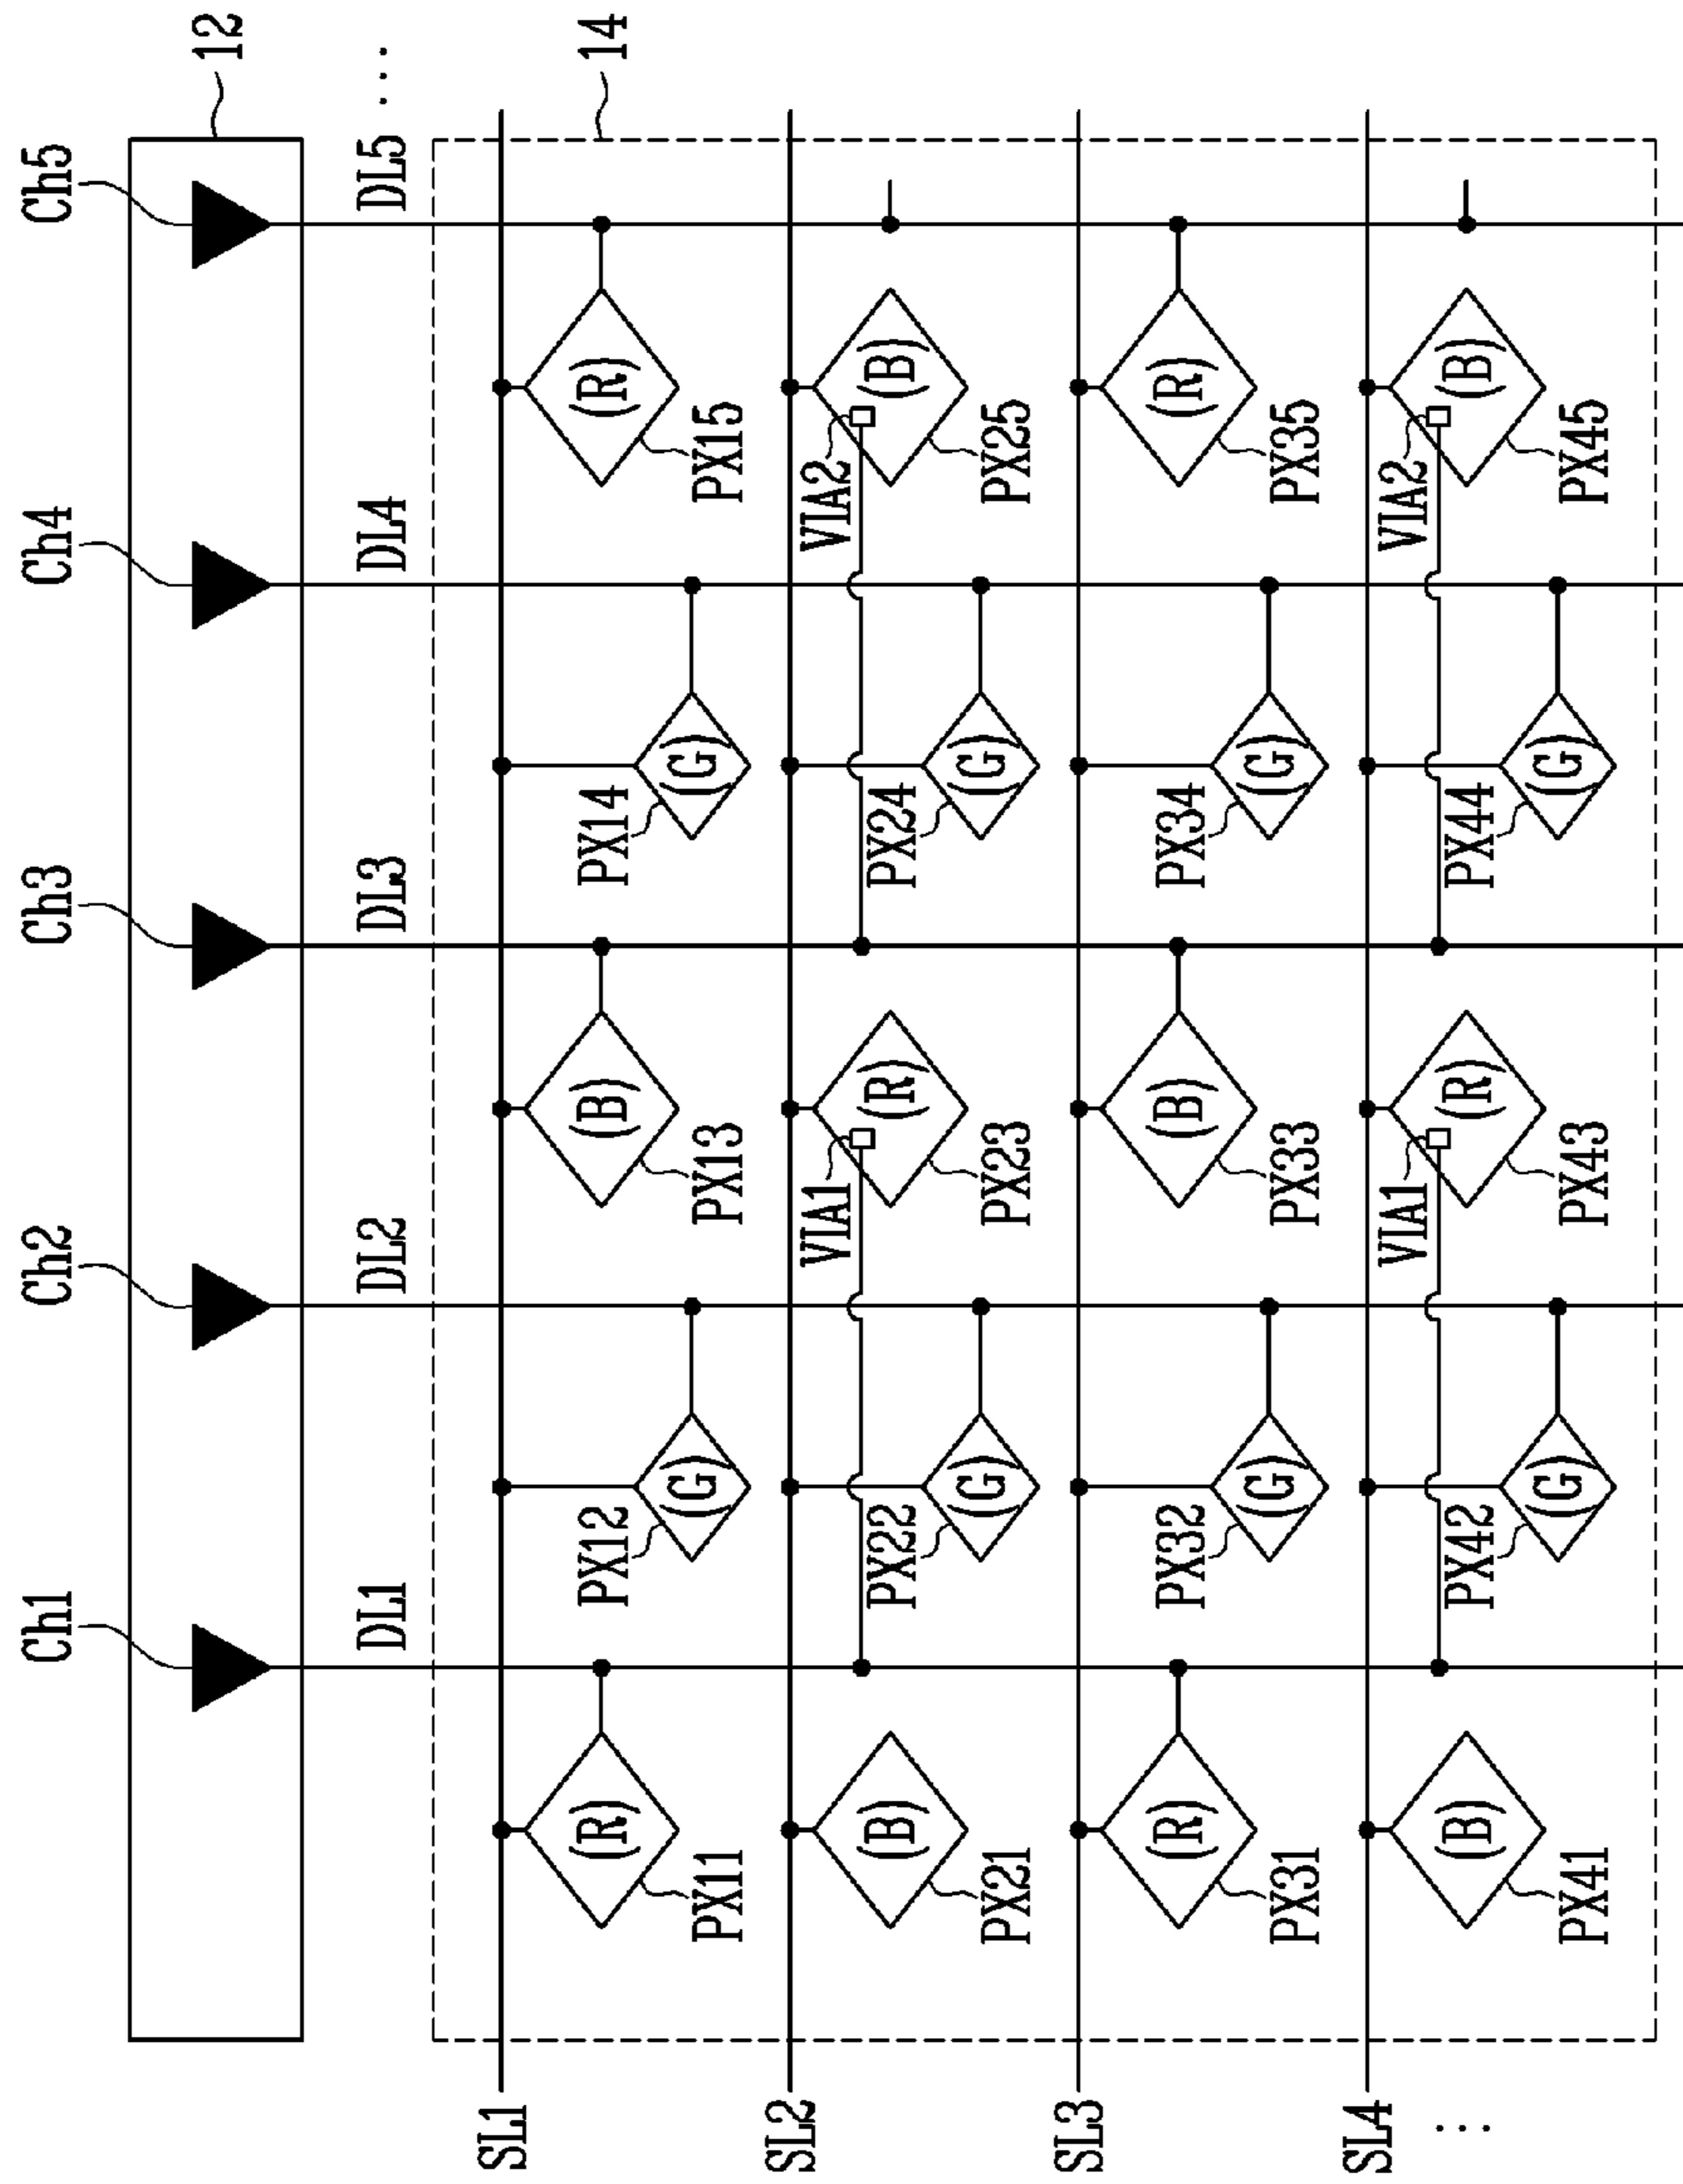 Ch1 Ch2 Ch3 Ch4 Ch5
12
DL1 DL2 DL3 DL4 DL5 ...
14
SL1
(R) (B) (R)
PX12 (G) PX14 (G)
PX11 PX13 PX15
SL2
VIA1 VIA2
(B) (R) (B)
PX22 (G) PX24 (G)
PX21 PX23 PX25
SL3
(R) (B) (R)
PX32 (G) PX34 (G)
PX31 PX33 PX35
SL4
VIA1 VIA2
(B) (R) (B)
PX42 (G) PX44 (G)
PX41 PX43 PX45
...